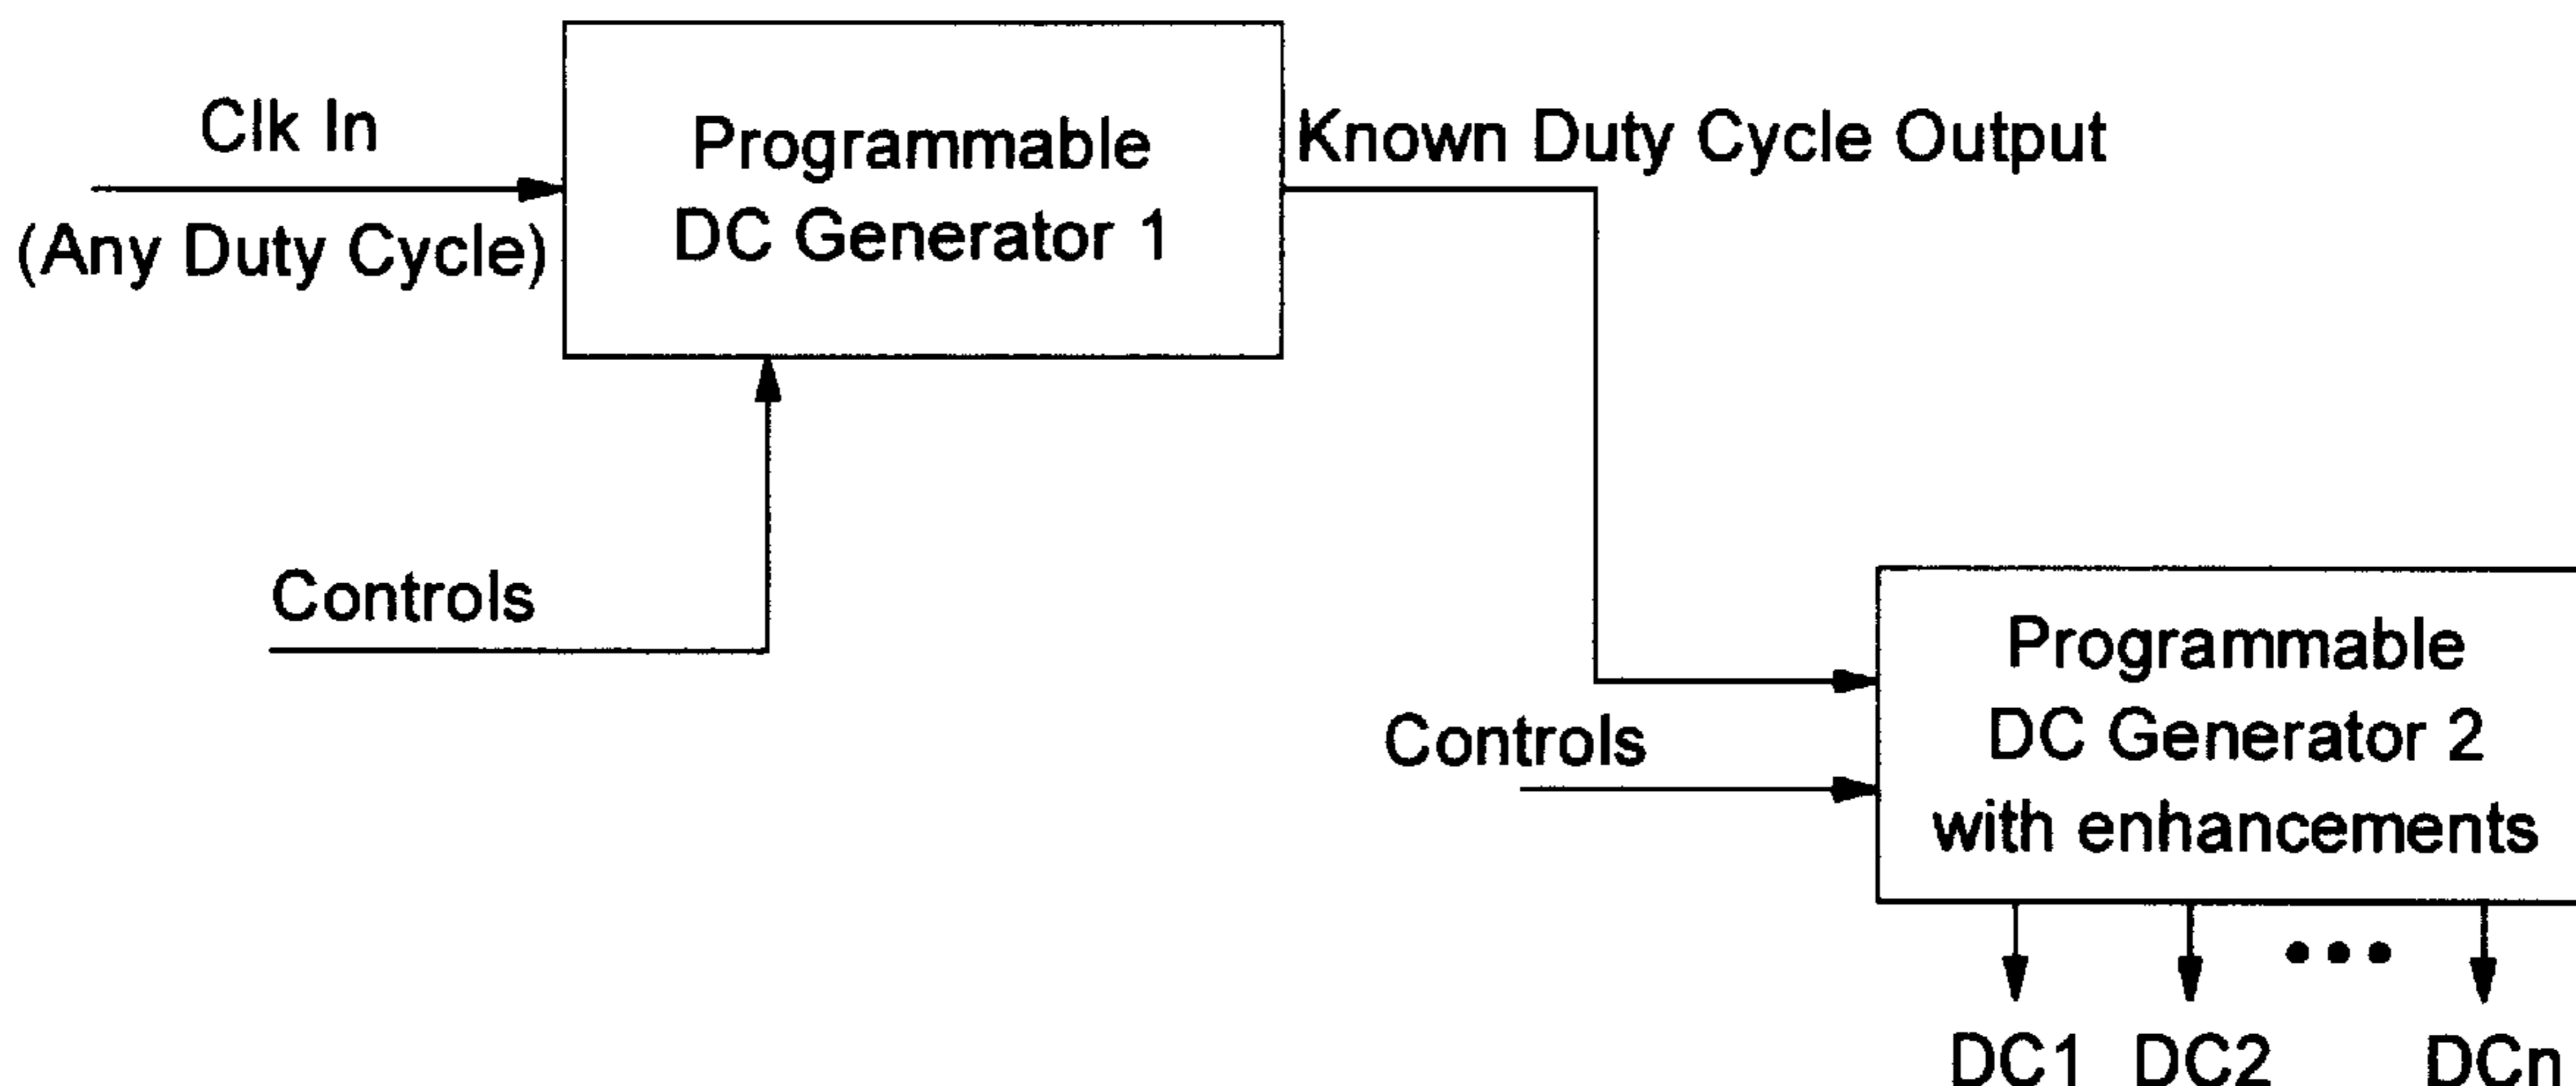 Clk In
(Any Duty Cycle)
Programmable
DC Generator 1
Known Duty Cycle Output
Controls
Controls
Programmable
DC Generator 2
with enhancements
DC1 DC2 DCn